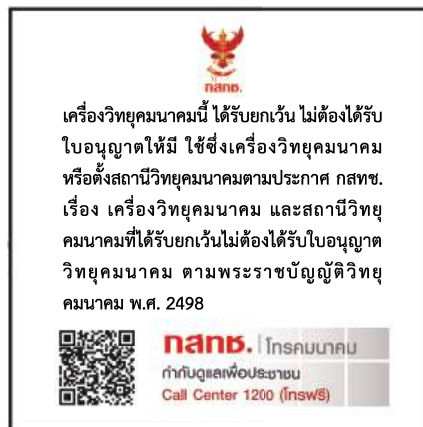 กสทช.
เครื่องวิทยุคมนาคมนี้ ได้รับยกเว้น ไม่ต้องได้รับ
ใบอนุญาตให้มี ใช้ซึ่งเครื่องวิทยุคมนาคม
หรือตั้งสถานีวิทยุคมนาคมตามประกาศ กสทช.
เรื่อง เครื่องวิทยุคมนาคม และสถานีวิทยุ
คมนาคมที่ได้รับยกเว้นไม่ต้องได้รับใบอนุญาต
วิทยุคมนาคม ตามพระราชบัญญัติวิทยุ
คมนาคม พ.ศ. 2498
กสทช. | โทรคมนาคม
กำกับดูแลเพื่อประชาชน
Call Center 1200 (โทรฟรี)